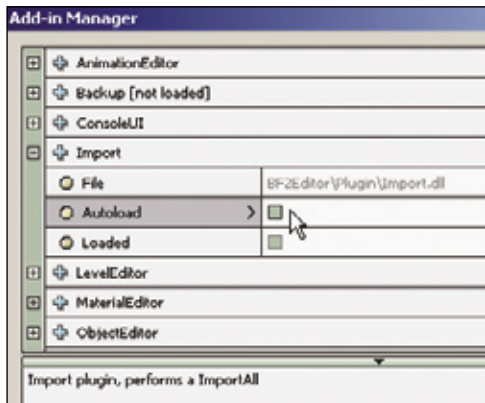 Add-in Manager
AnimationEditor
Backup [not loaded]
ConsoleUI
Import
File BF2Editor\Plugin\Import.dll
Autoload
Loaded
LevelEditor
MaterialEditor
ObjectEditor
Import plugin, performs a ImportAll